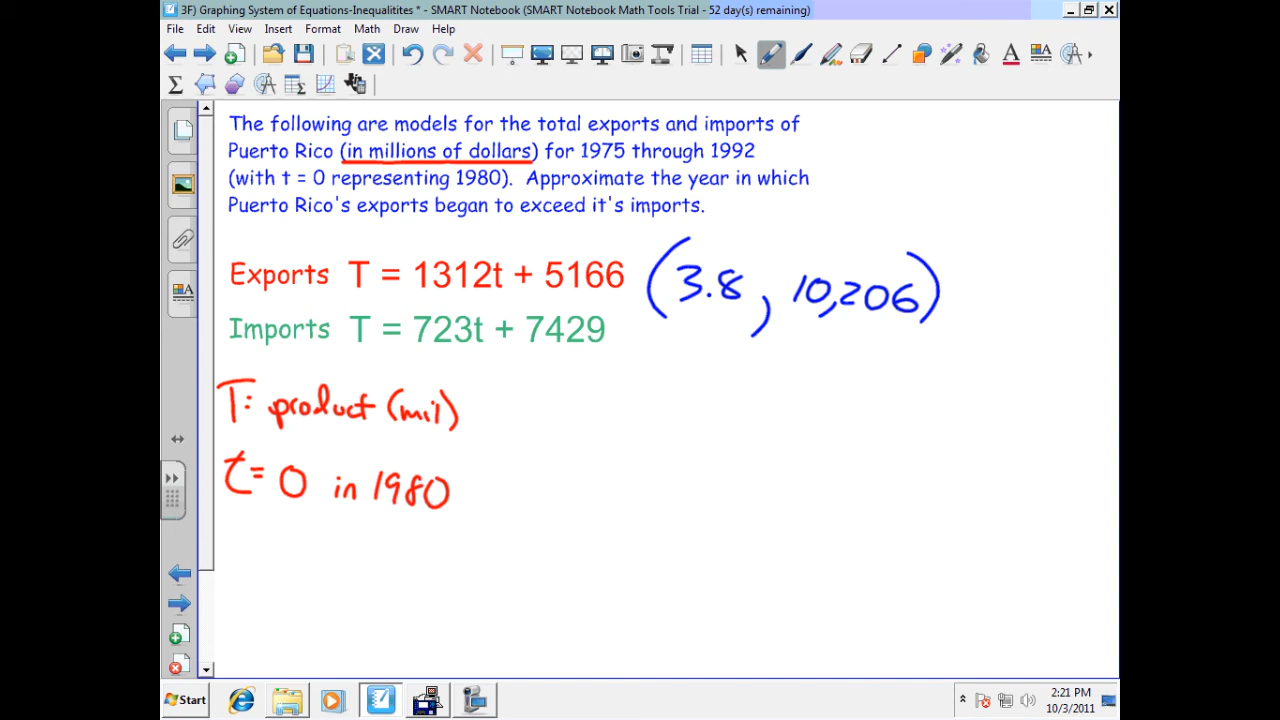 3F) Graphing System of Equations-Inequalitites * - SMART Notebook (SMART Notebook Math Tools Trial - 52 day(s) remaining)
File Edit View Insert Format Math Draw Help
The following are models for the total exports and imports of
Puerto Rico (in millions of dollars) for 1975 through 1992
(with t = 0 representing 1980). Approximate the year in which
Puerto Rico's exports began to exceed it's imports.
Exports T = 1312t + 5166 (3.8, 10,206)
Imports T = 723t + 7429
T: product (mil)
t= 0 in 1980
Start
2:21 PM
10/3/2011